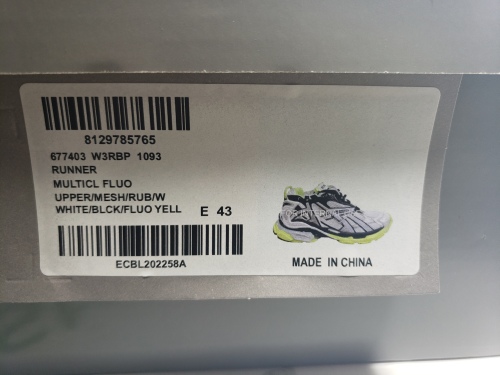 8129785765
677403 W3RBP 1093
RUNNER
MULTICL FLUO
UPPER/MESH/RUB/W
WHITE/BLCK/FLUO YELL E 43
ECBL202258A
MADE IN CHINA